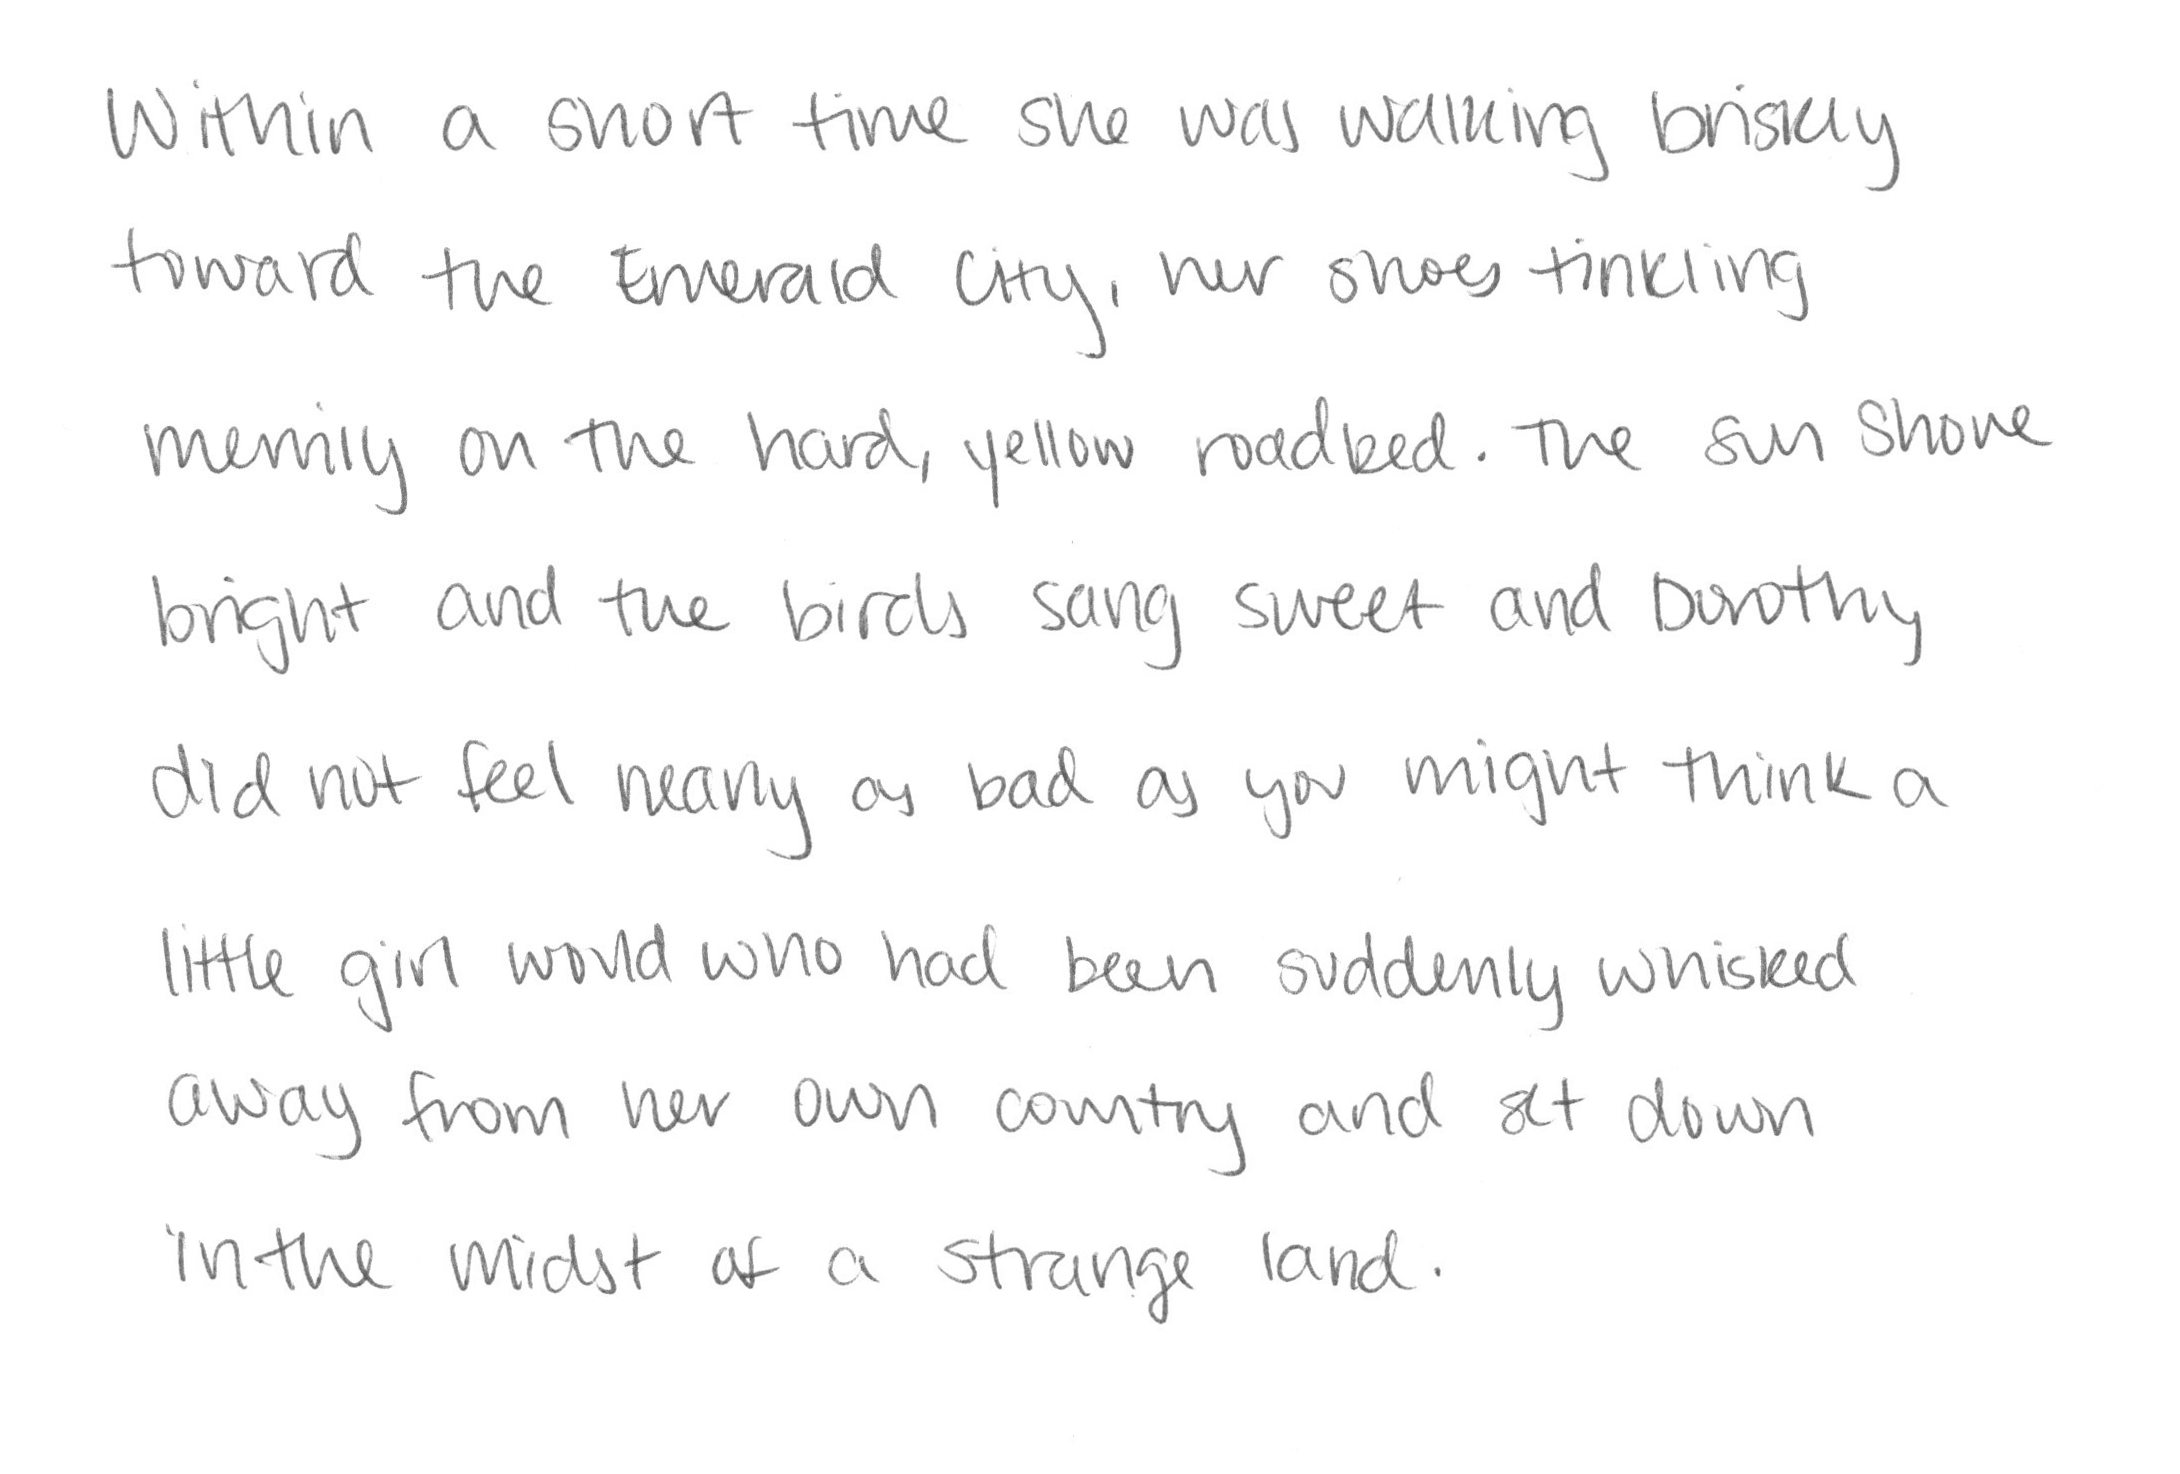 Within a short time she was walking briskly
toward the Emerald City, her shoes tinkling
merrily on the hard, yellow roadbed. The sun shone
bright and the birds sang sweet and Dorothy
did not feel nearly as bad as you might think a
little girl would who had been suddenly whisked
away from her own country and set down
in the midst of a strange land.